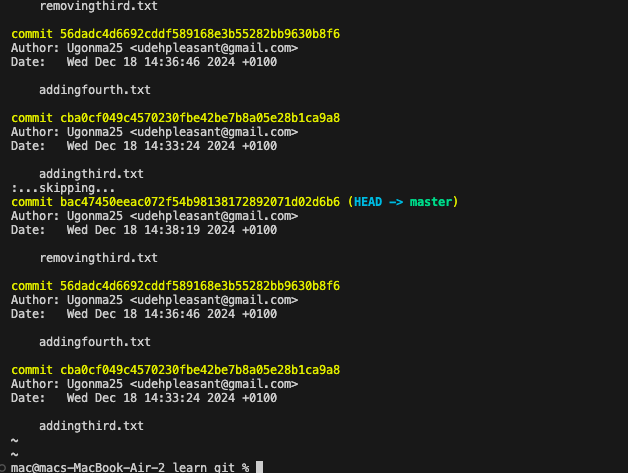 removingthird.txt
commit 56dadc4d6692cddf589168e3b55282bb9630b8f6
Author: Ugonma25 <udehpleasant@gmail.com>
Date:   Wed Dec 18 14:36:46 2024 +0100
addingfourth.txt
commit cba0cf049c4570230fbe42be7b8a05e28b1ca9a8
Author: Ugonma25 <udehpleasant@gmail.com>
Date:   Wed Dec 18 14:33:24 2024 +0100
addingthird.txt
:...skipping...
commit bac47450eeac072f54b98138172892071d02d6b6 (HEAD -> master)
Author: Ugonma25 <udehpleasant@gmail.com>
Date:   Wed Dec 18 14:38:19 2024 +0100
removingthird.txt
commit 56dadc4d6692cddf589168e3b55282bb9630b8f6
Author: Ugonma25 <udehpleasant@gmail.com>
Date:   Wed Dec 18 14:36:46 2024 +0100
addingfourth.txt
commit cba0cf049c4570230fbe42be7b8a05e28b1ca9a8
Author: Ugonma25 <udehpleasant@gmail.com>
Date:   Wed Dec 18 14:33:24 2024 +0100
addingthird.txt
~
~
mac@macs-MacBook-Air-2 learn git %